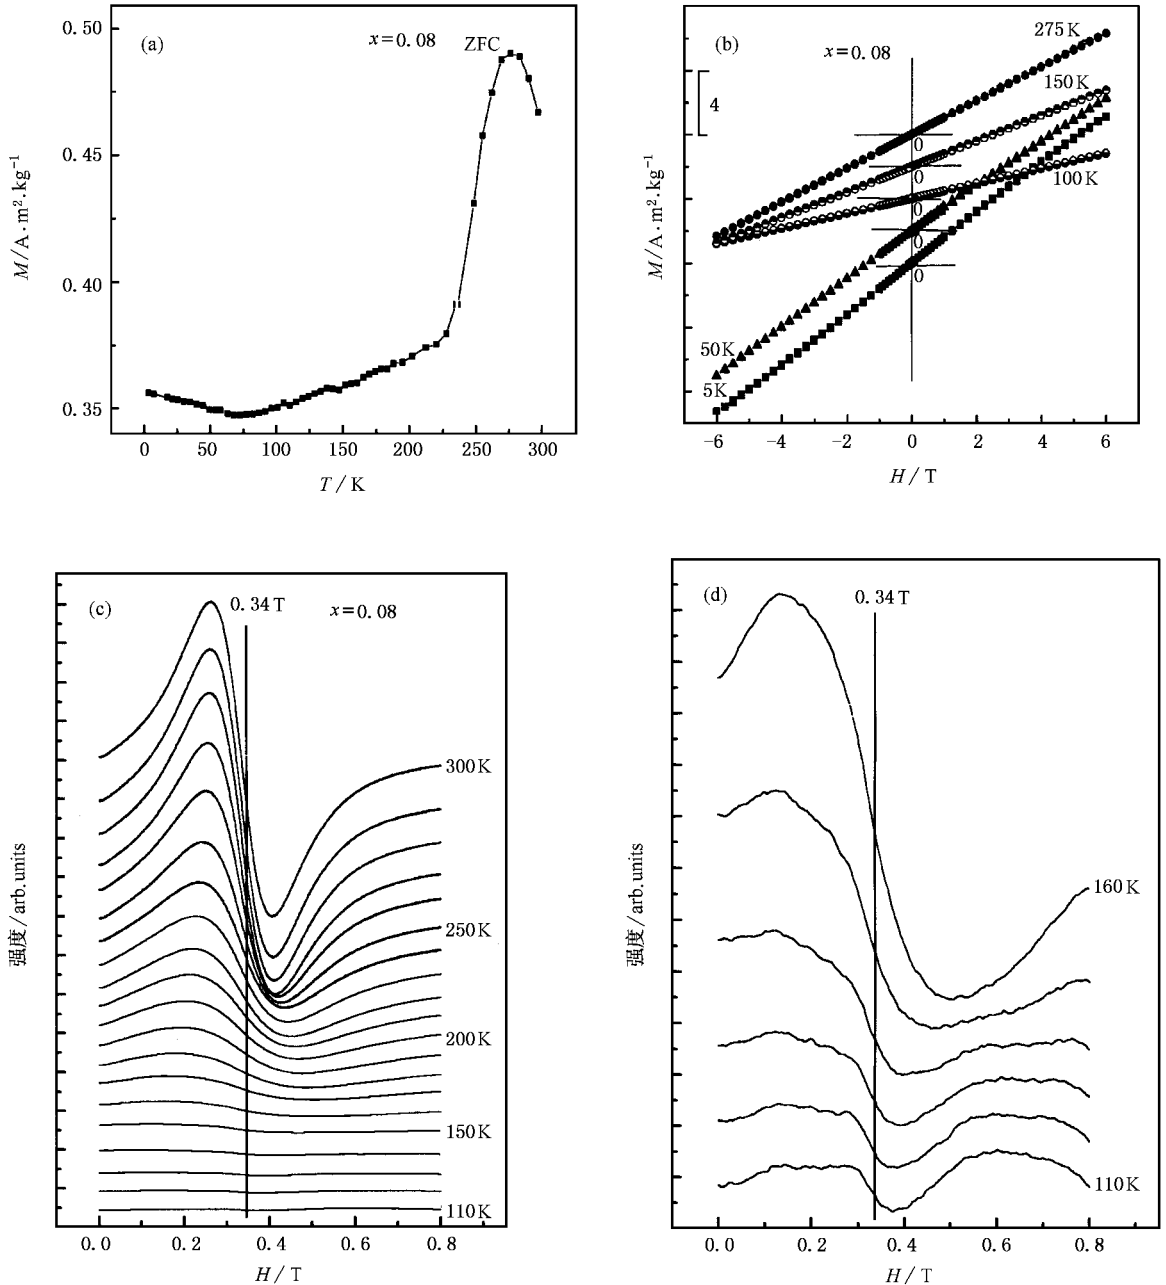 (a)
x=0.08
ZFC
0.50
0.45
0.40
0.35
M/A·m²·kg⁻¹
0 50 100 150 200 250 300
T/K
(b)
x=0.08
275K
150K
100K
50K
5K
4
0
0
0
0
0
M/A·m²·kg⁻¹
-6 -4 -2 0 2 4 6
H/T
(c)
0.34T
x=0.08
300K
250K
200K
150K
110K
强度/arb.units
0.0 0.2 0.4 0.6 0.8
H/T
(d)
0.34T
160K
110K
强度/arb.units
0.0 0.2 0.4 0.6 0.8
H/T